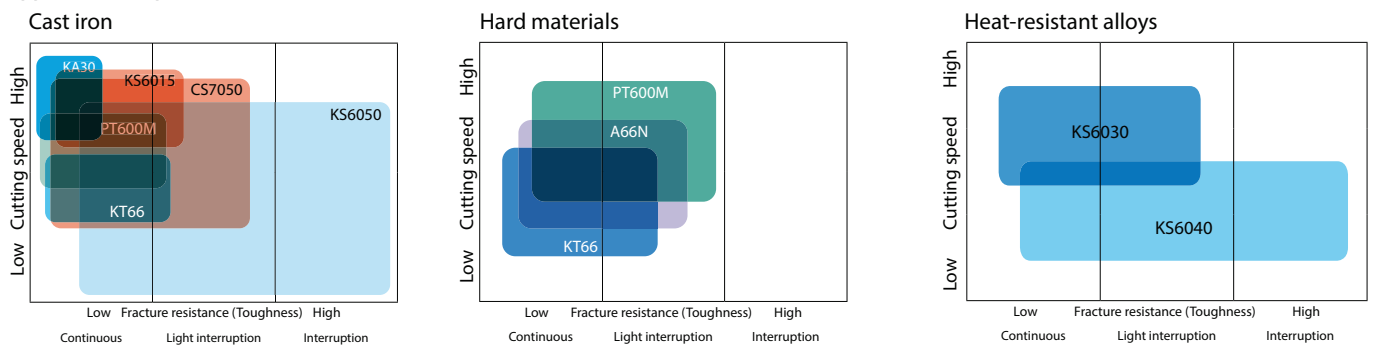 Cast iron
Hard materials
Heat-resistant alloys
High
Cutting speed
Low
KA30
KS6015
CS7050
KS6050
PT600M
KT66
Low
Fracture resistance (Toughness)
High
Continuous
Light interruption
Interruption
High
Cutting speed
Low
PT600M
A66N
KT66
Low
Fracture resistance (Toughness)
High
Continuous
Light interruption
Interruption
High
Cutting speed
Low
KS6030
KS6040
Low
Fracture resistance (Toughness)
High
Continuous
Light interruption
Interruption